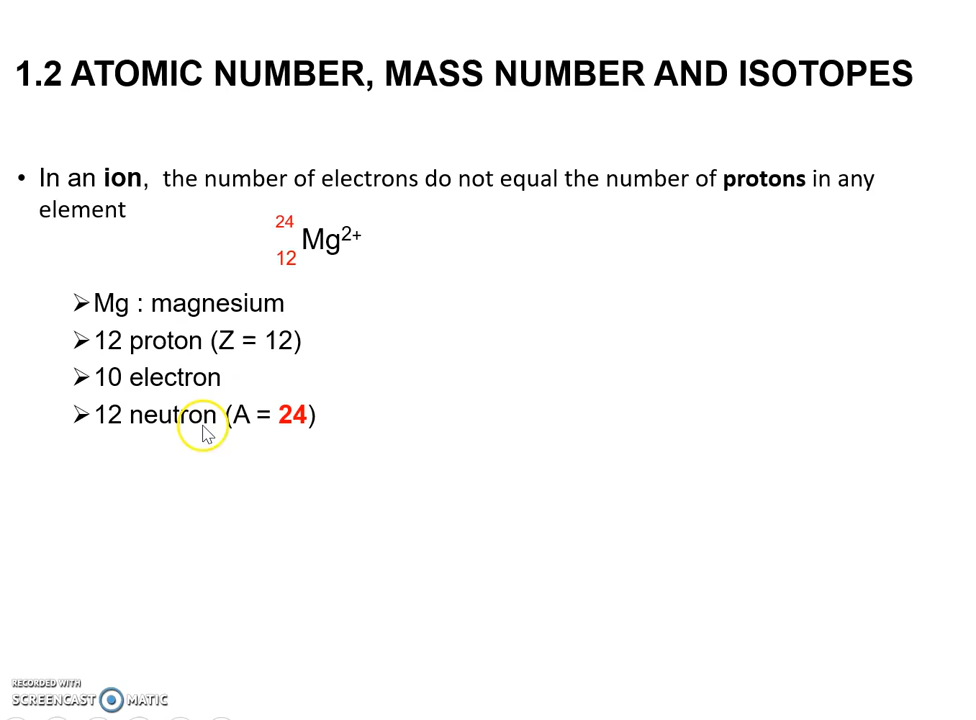 1.2 ATOMIC NUMBER, MASS NUMBER AND ISOTOPES
• In an ion, the number of electrons do not equal the number of protons in any
element
24
12 Mg2+
➢Mg : magnesium
➢12 proton (Z = 12)
➢10 electron
➢12 neutron (A = 24)
RECORDED WITH
SCREENCAST MATIC